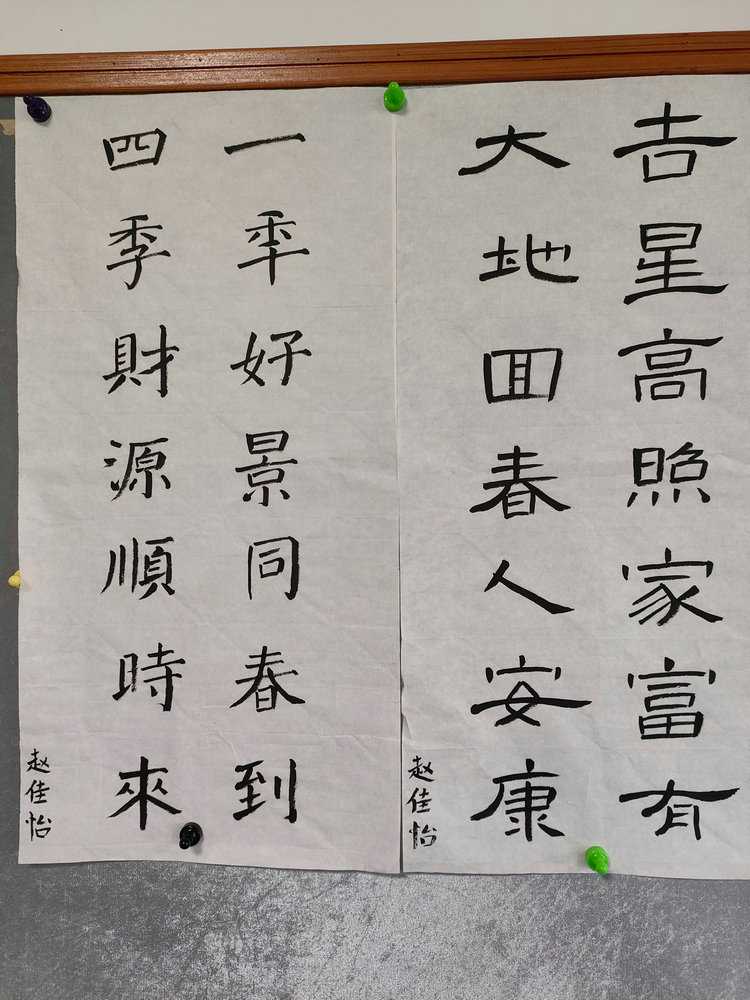 吉星高照家富有
大地囬春人安康
赵佳怡
一年好景同春到
四季財源順時來
赵佳怡